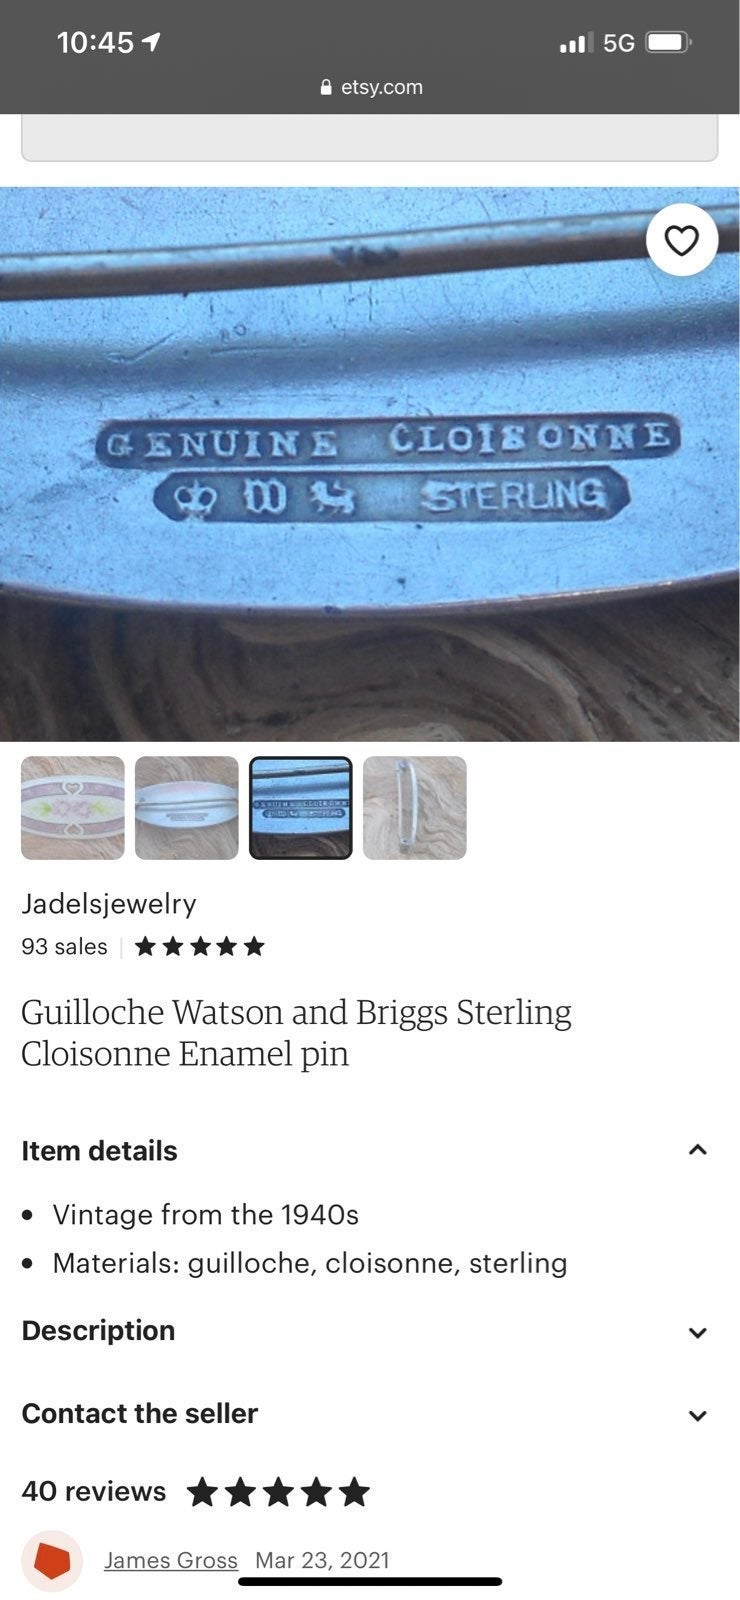 10:45
5G
etsy.com
GENUINE CLOISONNE
STERLING
Jadelsjewelry
93 sales
Guilloche Watson and Briggs Sterling
Cloisonne Enamel pin
Item details
• Vintage from the 1940s
• Materials: guilloche, cloisonne, sterling
Description
Contact the seller
40 reviews
James Gross Mar 23, 2021